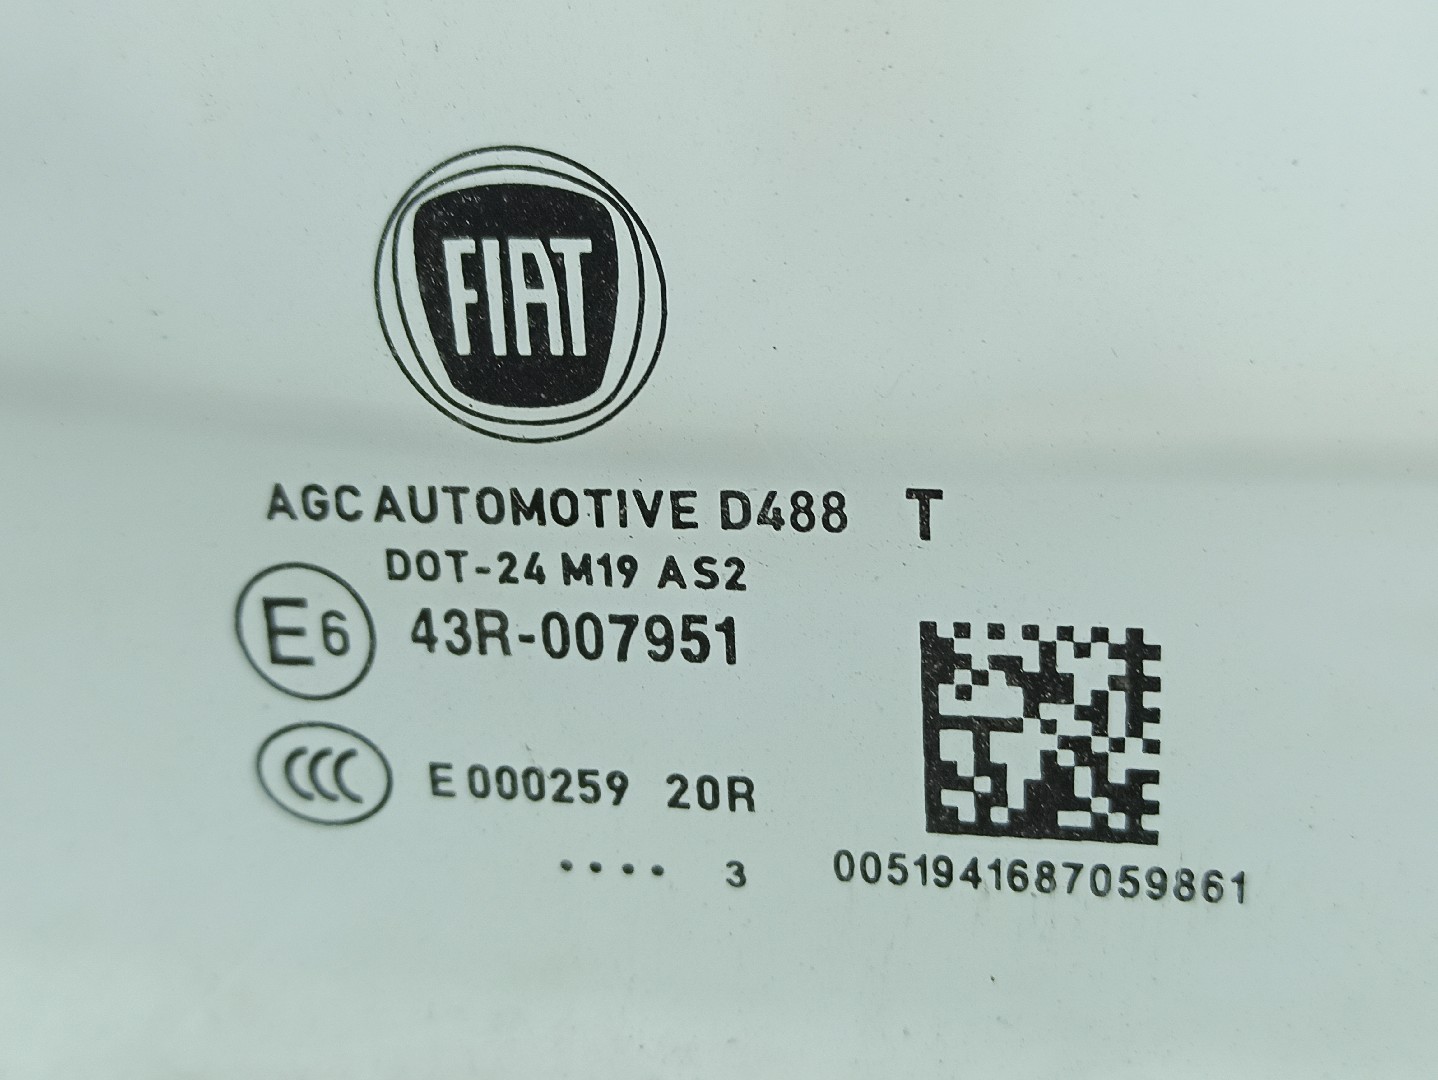 FIAT
AGC AUTOMOTIVE D488 T
DOT-24 M19 AS2
E6 43R-007951
CCC E000259 20R
.... 3
0051941687059861